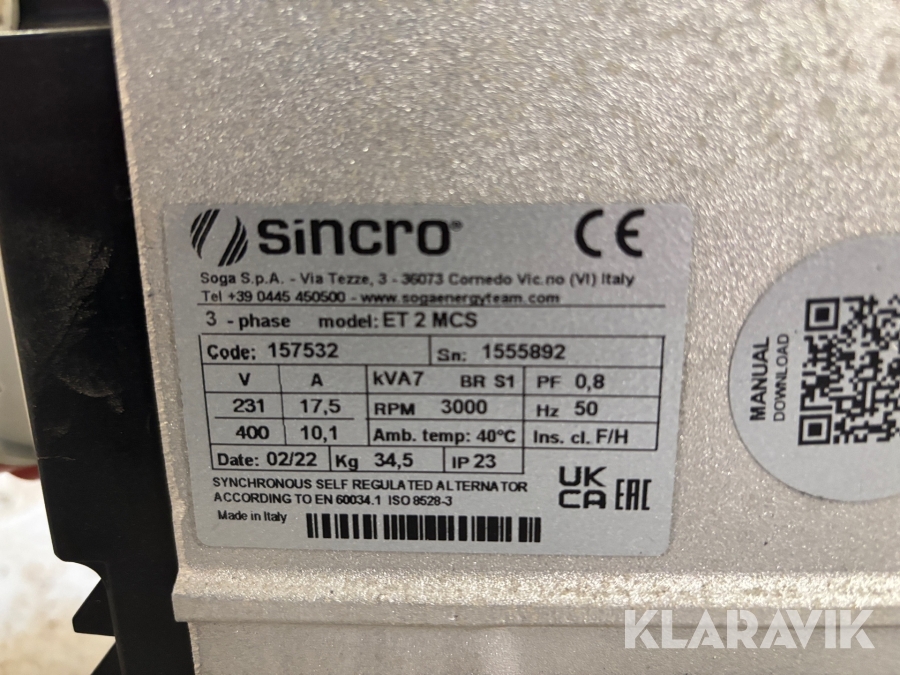 sincro® CE
Soga S.p.A. - Via Tezze, 3 - 36073 Cornedo Vic.no (VI) Italy
Tel +39 0445 450500 - www.sogaenergyteam.com
3 - phase model: ET 2 MCS
Code: 157532 Sn: 1555892
V A kVA7 BR S1 PF 0,8
231 17,5 RPM 3000 Hz 50
400 10,1 Amb. temp: 40°C Ins. cl. F/H
Date: 02/22 Kg 34,5 IP 23
SYNCHRONOUS SELF REGULATED ALTERNATOR
ACCORDING TO EN 60034.1 ISO 8528-3
Made in Italy
UK
CA EAC
MANUAL
DOWNLOAD
KLARAVIK